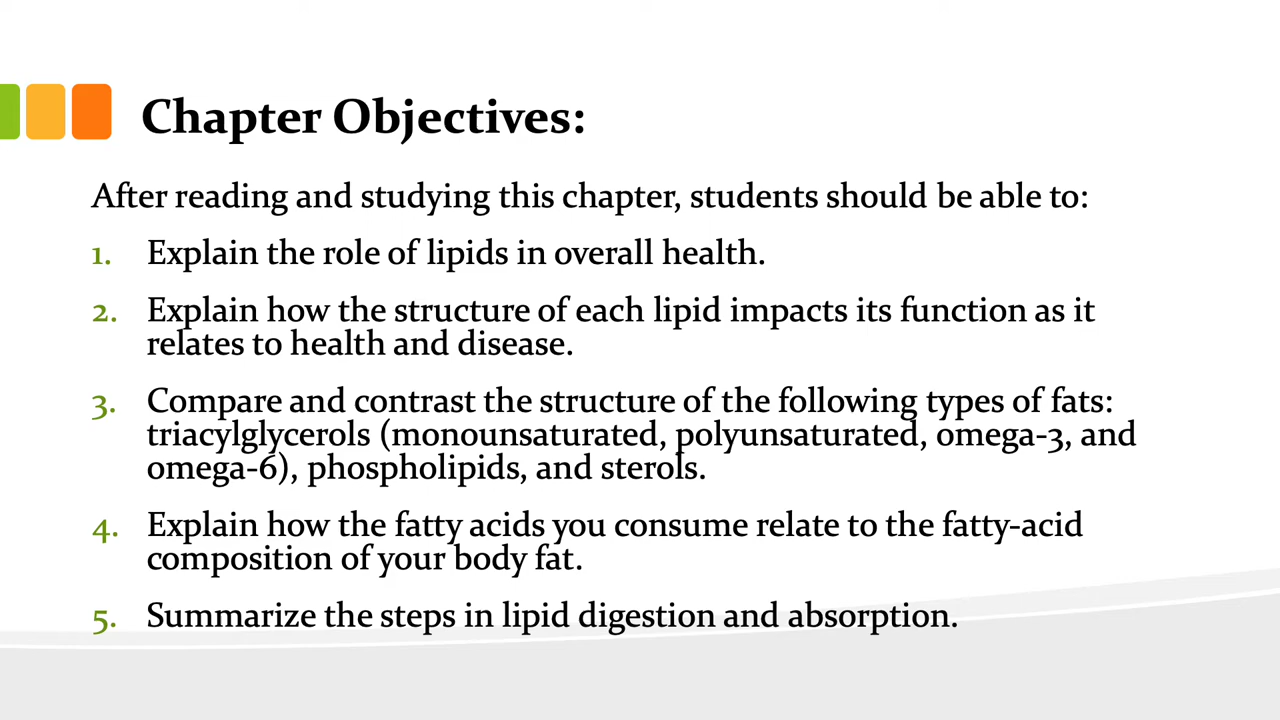 Chapter Objectives:
After reading and studying this chapter, students should be able to:
1. Explain the role of lipids in overall health.
2. Explain how the structure of each lipid impacts its function as it
relates to health and disease.
3. Compare and contrast the structure of the following types of fats:
triacylglycerols (monounsaturated, polyunsaturated, omega-3, and
omega-6), phospholipids, and sterols.
4. Explain how the fatty acids you consume relate to the fatty-acid
composition of your body fat.
5. Summarize the steps in lipid digestion and absorption.